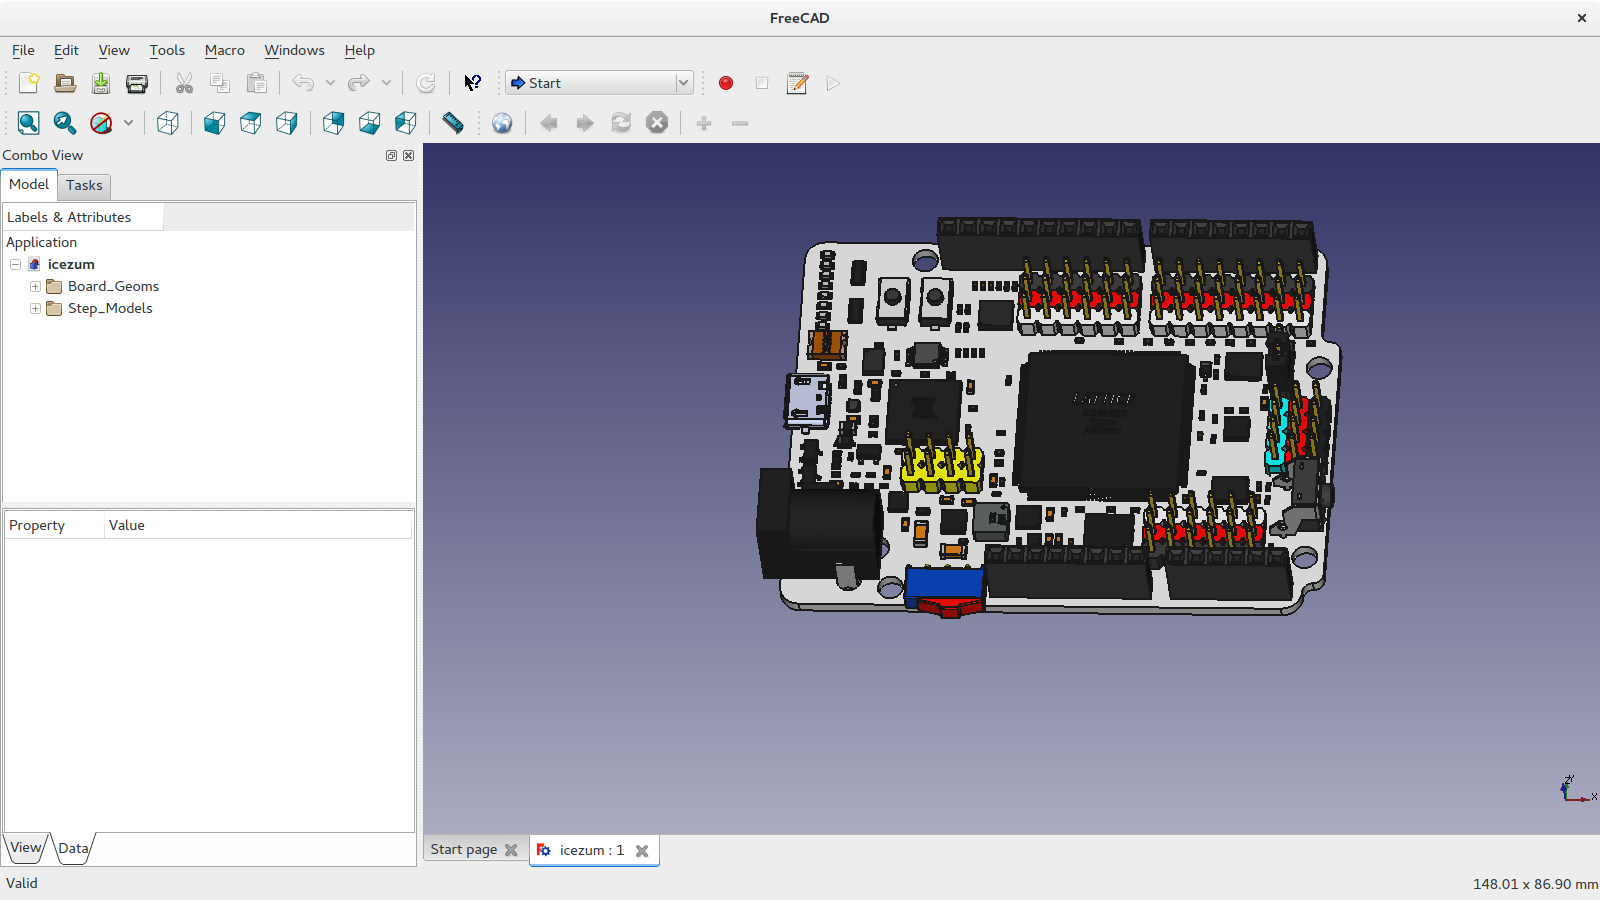 FreeCAD
File Edit View Tools Macro Windows Help
Start
Combo View
Model Tasks
Labels & Attributes
Application
icezum
Board_Geoms
Step_Models
Property Value
View Data
LATTICE
Start page
icezum : 1
Valid
148.01 x 86.90 mm